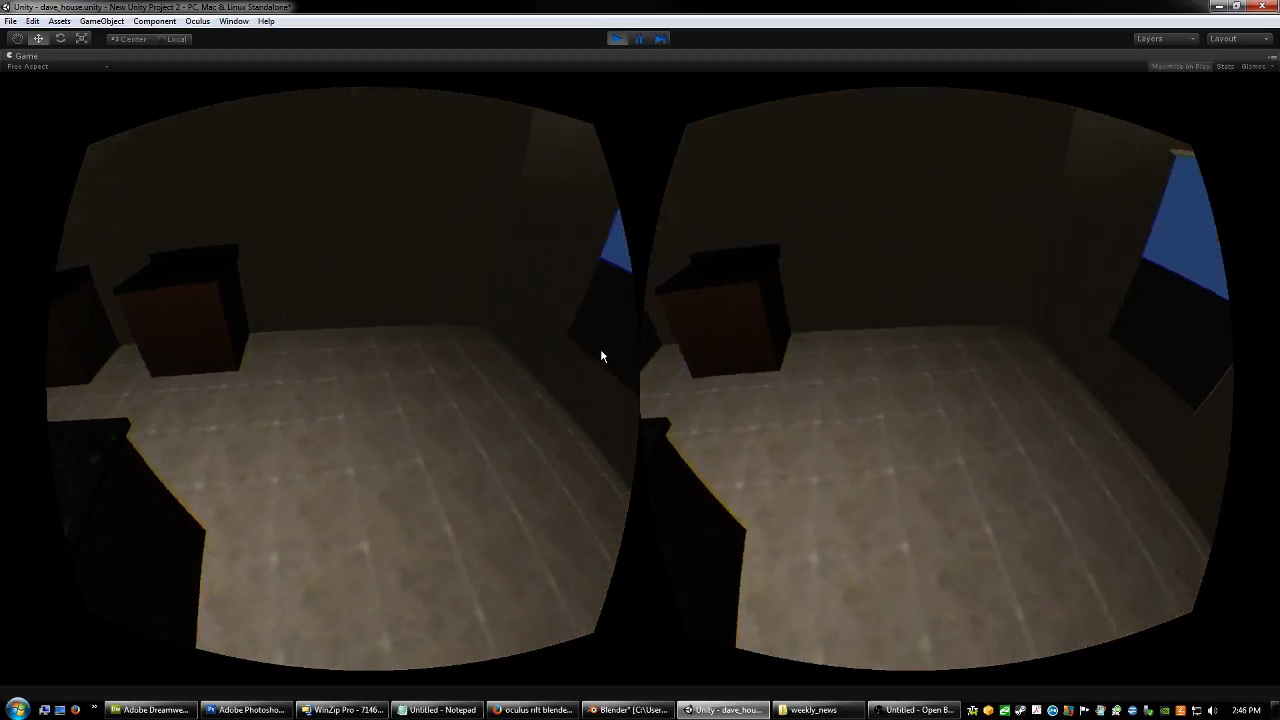 Unity - dave_house.unity - New Unity Project 2 - PC, Mac & Linux Standalone*
File Edit Assets GameObject Component Oculus Window Help
Center Local Layers Layout
Game
Free Aspect Maximize on Play Stats Gizmos
Adobe Dreamwe... Adobe Photosho... WinZip Pro - 7146... Untitled - Notepad oculus rift blende... Blender* [C:\User... Unity - dave_hou... weekly_news Untitled - Open B... 2:46 PM